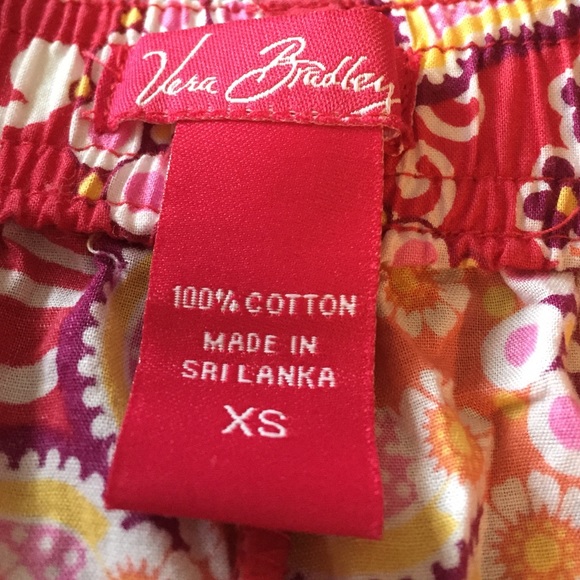 Vera Bradley
100% COTTON
MADE IN
SRI LANKA
XS